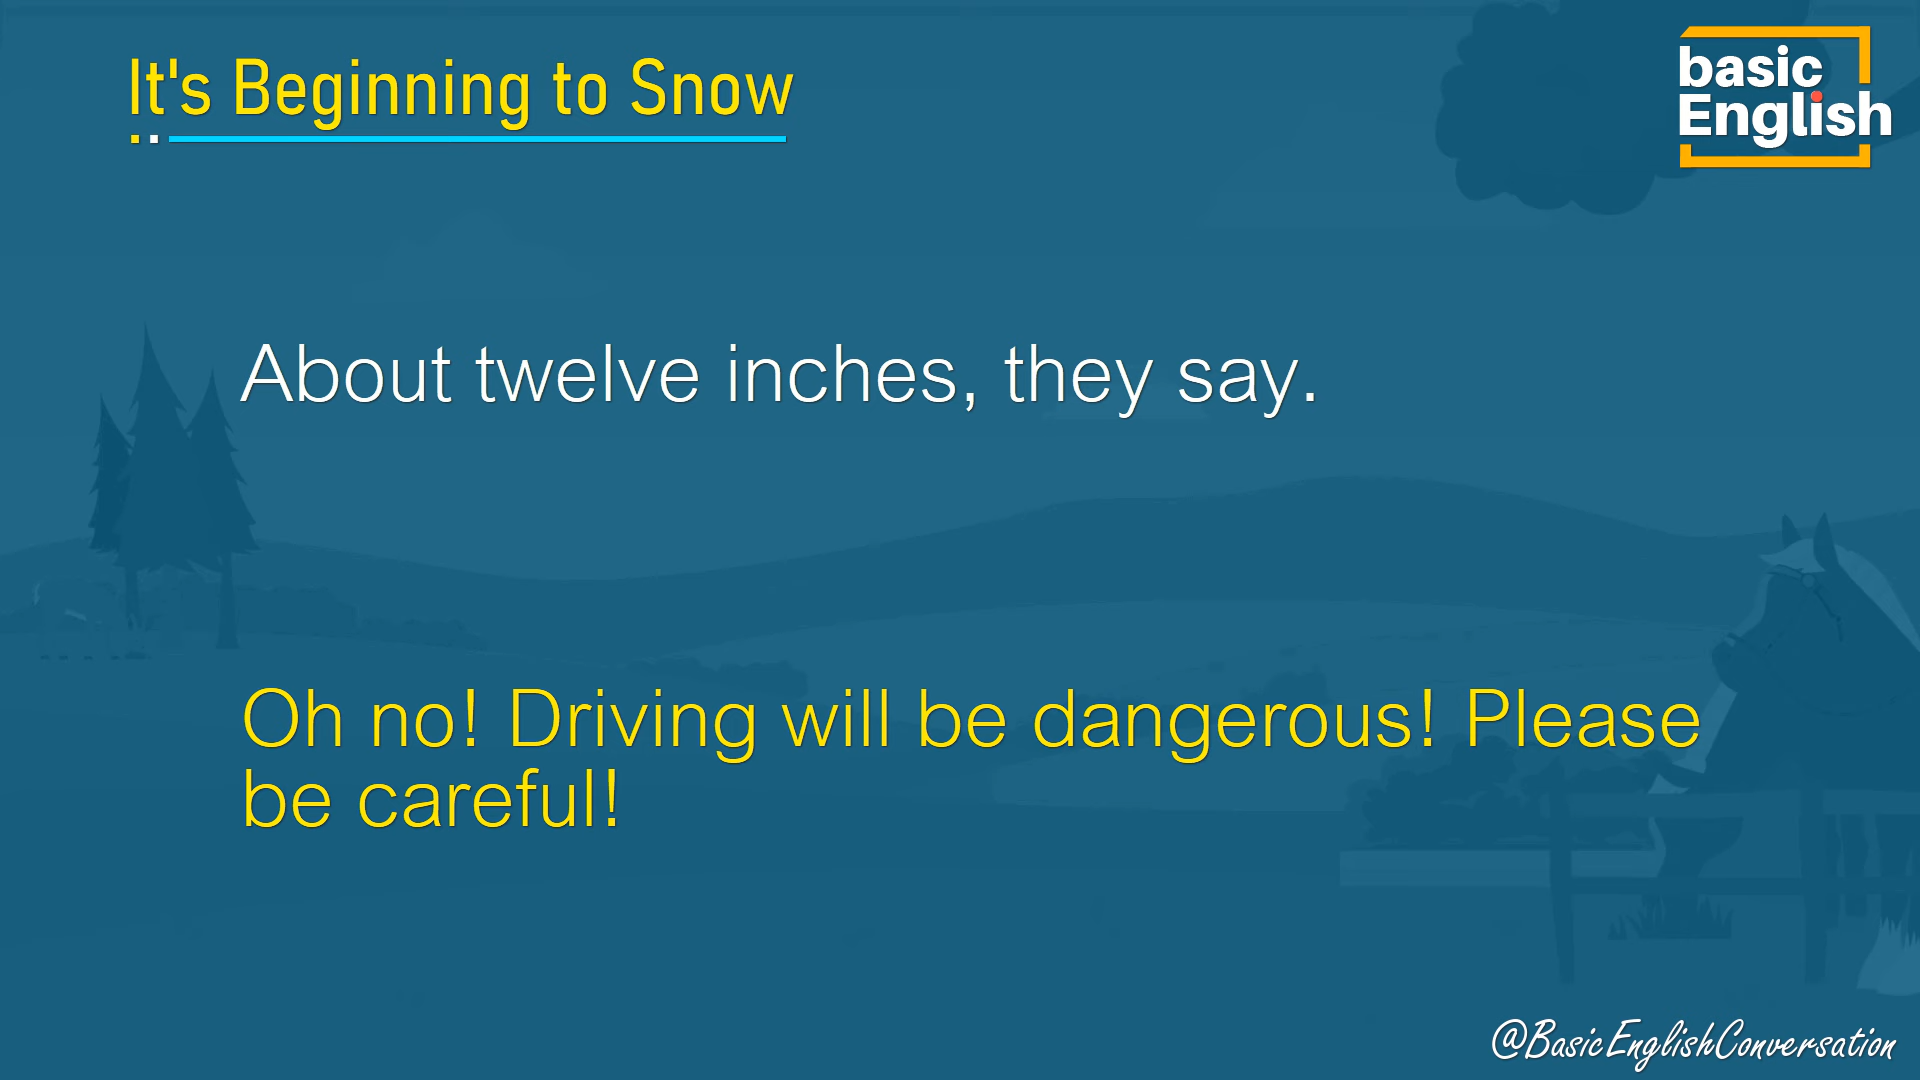 It's Beginning to Snow
basic
English
About twelve inches, they say.
Oh no! Driving will be dangerous! Please
be careful!
@BasicEnglishConversation